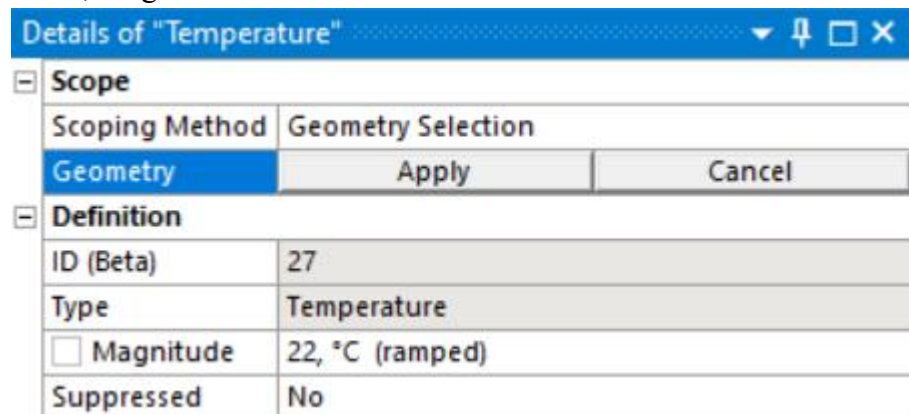 Details of "Temperature"
Scope
Scoping Method Geometry Selection
Geometry Apply Cancel
Definition
ID (Beta) 27
Type Temperature
Magnitude 22, °C (ramped)
Suppressed No